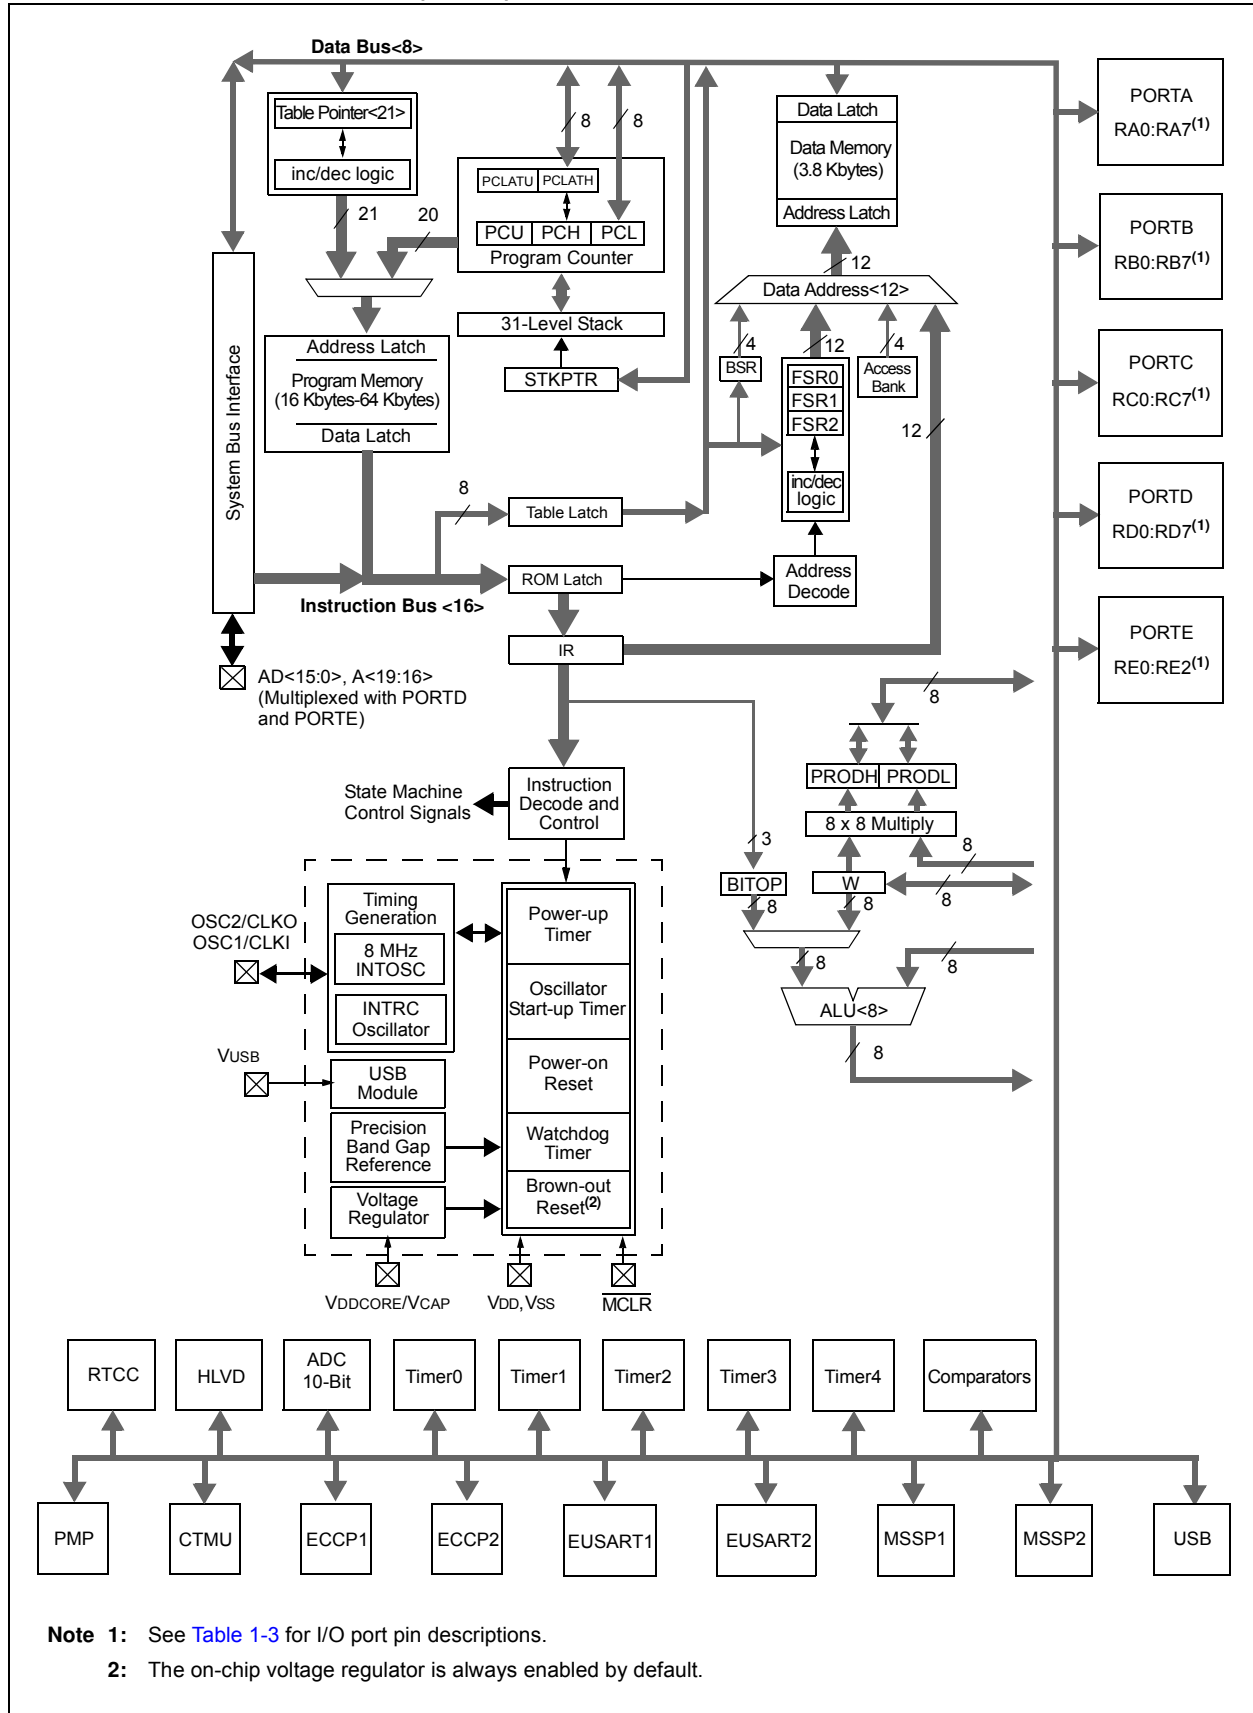 Data Bus<8>
Table Pointer<21>
inc/dec logic
21
20
8
8
PCLATU
PCLATH
PCU
PCH
PCL
Program Counter
31-Level Stack
STKPTR
Data Latch
Data Memory
(3.8 Kbytes)
Address Latch
12
Data Address<12>
4
12
4
BSR
FSR0
FSR1
FSR2
inc/dec
logic
Access
Bank
12
PORTA
RA0:RA7(1)
PORTB
RB0:RB7(1)
PORTC
RC0:RC7(1)
PORTD
RD0:RD7(1)
PORTE
RE0:RE2(1)
System Bus Interface
Address Latch
Program Memory
(16 Kbytes-64 Kbytes)
Data Latch
8
Table Latch
ROM Latch
Instruction Bus <16>
Address
Decode
IR
AD<15:0>, A<19:16>
(Multiplexed with PORTD
and PORTE)
8
State Machine
Control Signals
Instruction
Decode and
Control
PRODH
PRODL
8 x 8 Multiply
3
8
BITOP
W
8
8
8
8
8
ALU<8>
8
OSC2/CLKO
OSC1/CLKI
Timing
Generation
8 MHz
INTOSC
INTRC
Oscillator
Power-up
Timer
Oscillator
Start-up Timer
Power-on
Reset
Watchdog
Timer
Brown-out
Reset(2)
VUSB
USB
Module
Precision
Band Gap
Reference
Voltage
Regulator
VDDCORE/VCAP
VDD, VSS
MCLR
RTCC
HLVD
ADC
10-Bit
Timer0
Timer1
Timer2
Timer3
Timer4
Comparators
PMP
CTMU
ECCP1
ECCP2
EUSART1
EUSART2
MSSP1
MSSP2
USB
Note 1: See Table 1-3 for I/O port pin descriptions.
2: The on-chip voltage regulator is always enabled by default.